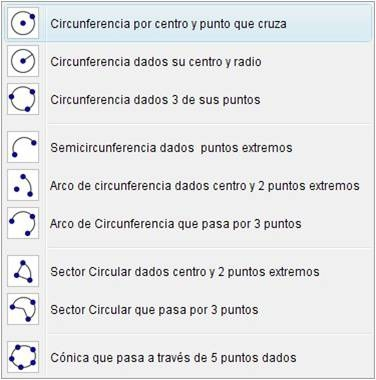 Circunferencia por centro y punto que cruza
Circunferencia dados su centro y radio
Circunferencia dados 3 de sus puntos
Semicircunferencia dados puntos extremos
Arco de circunferencia dados centro y 2 puntos extremos
Arco de Circunferencia que pasa por 3 puntos
Sector Circular dados centro y 2 puntos extremos
Sector Circular que pasa por 3 puntos
Cónica que pasa a través de 5 puntos dados